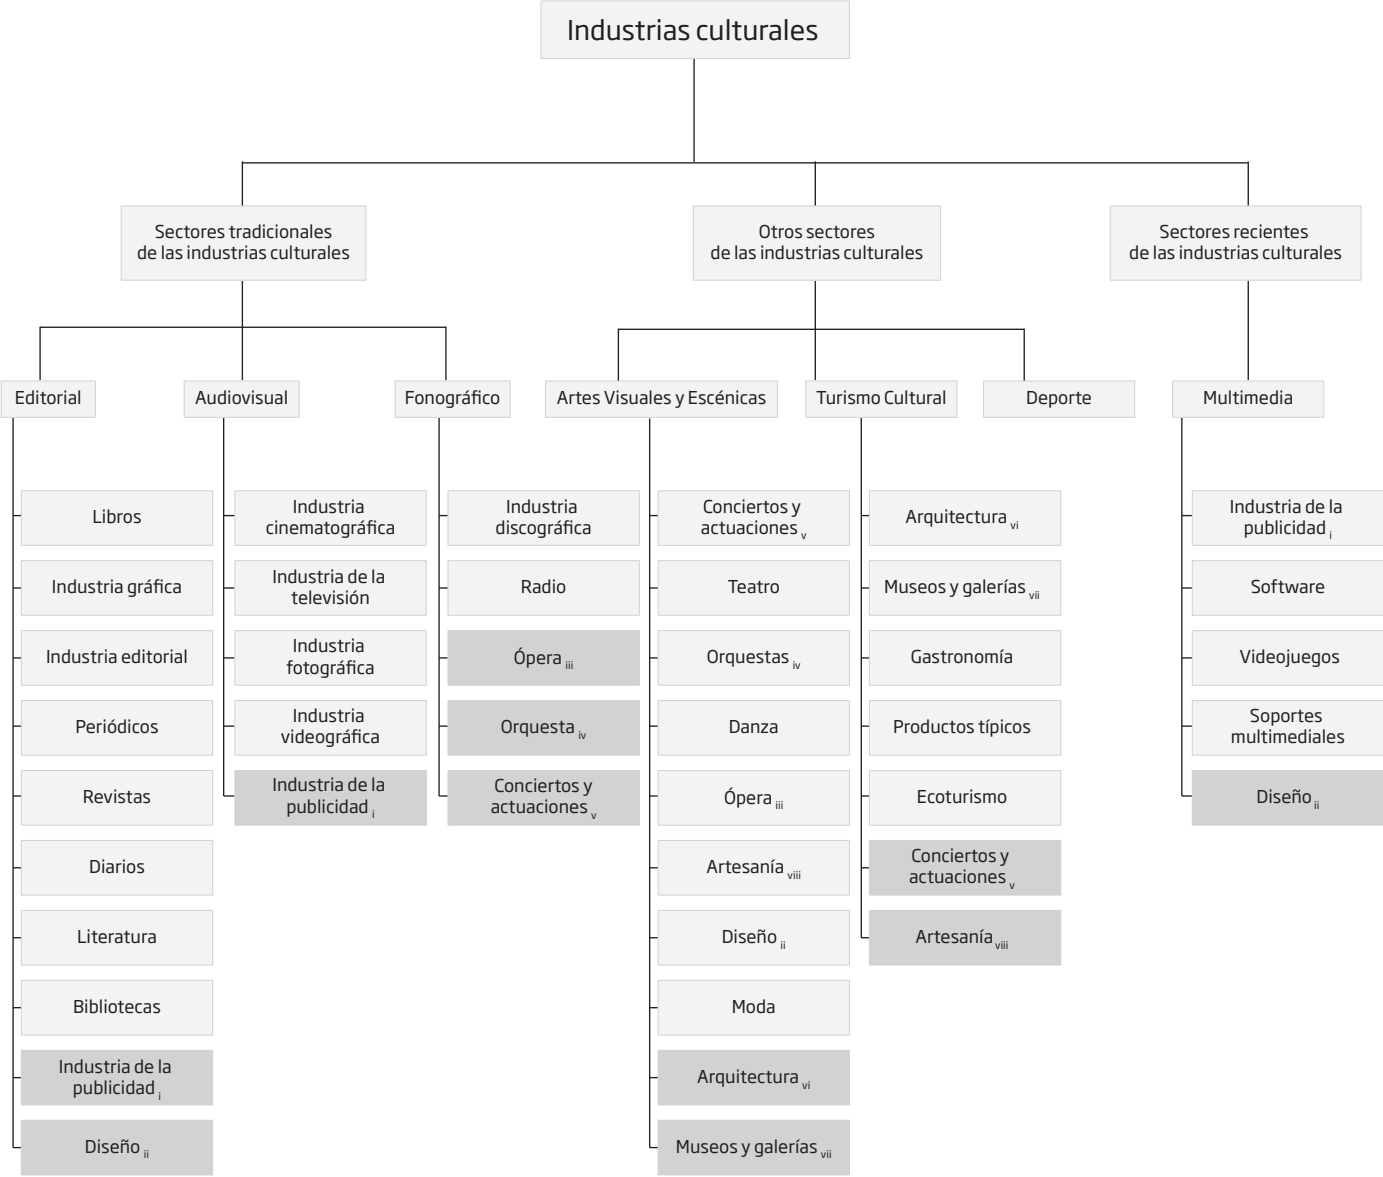 Industrias culturales
Sectores tradicionales
de las industrias culturales
Otros sectores
de las industrias culturales
Sectores recientes
de las industrias culturales
Editorial
Audiovisual
Fonográfico
Artes Visuales y Escénicas
Turismo Cultural
Deporte
Multimedia
Libros
Industria gráfica
Industria editorial
Periódicos
Revistas
Diarios
Literatura
Bibliotecas
Industria de la
publicidad i
Diseño ii
Industria
cinematográfica
Industria de la
televisión
Industria
fotográfica
Industria
videográfica
Industria de la
publicidad i
Industria
discográfica
Radio
Ópera iii
Orquesta iv
Conciertos y
actuaciones v
Conciertos y
actuaciones v
Teatro
Orquestas iv
Danza
Ópera iii
Artesanía viii
Diseño ii
Moda
Arquitectura vi
Museos y galerías vii
Arquitectura vi
Museos y galerías vii
Gastronomía
Productos típicos
Ecoturismo
Conciertos y
actuaciones v
Artesanía viii
Industria de la
publicidad i
Software
Videojuegos
Soportes
multimediales
Diseño ii